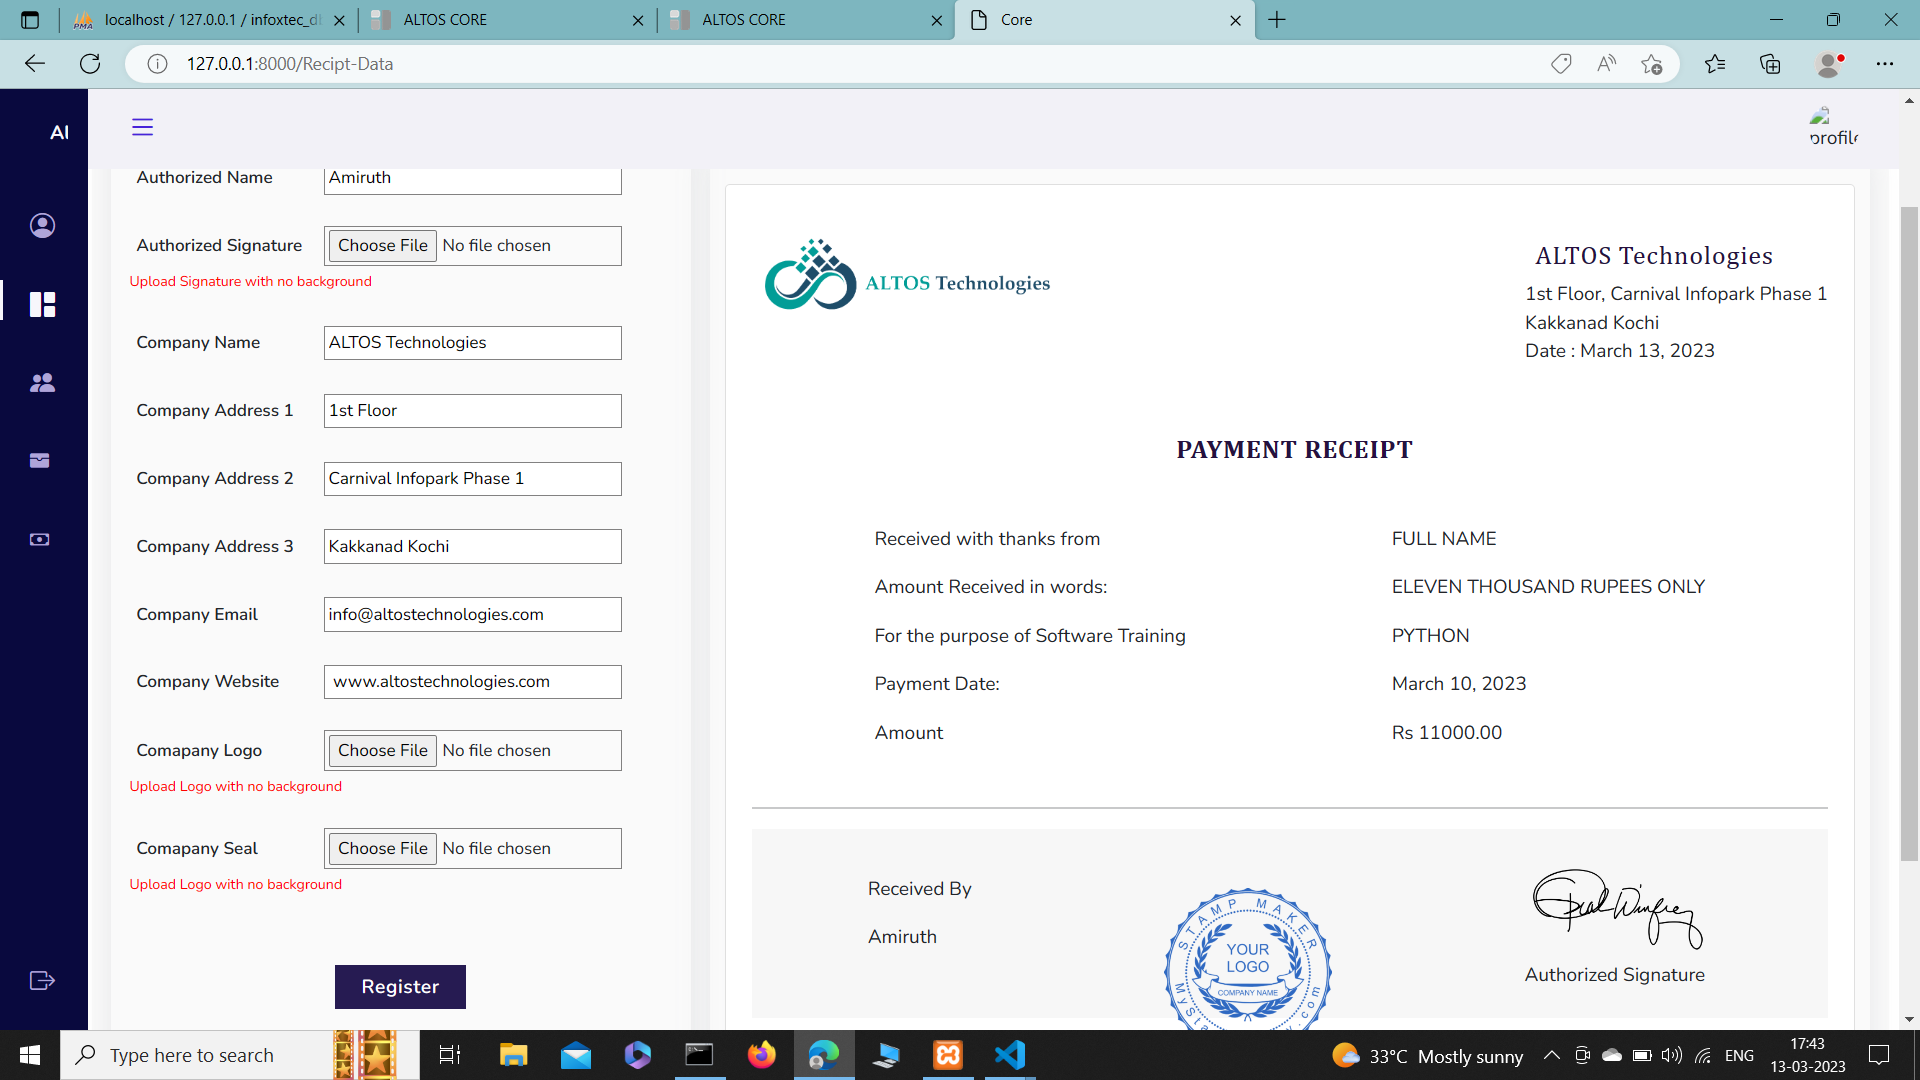 localhost / 127.0.0.1 / infoxtec_d
ALTOS CORE
ALTOS CORE
Core
127.0.0.1:8000/Recipt-Data
Al
profile
Authorized Name
Amiruth
Authorized Signature
Choose File No file chosen
Upload Signature with no background
Company Name
ALTOS Technologies
Company Address 1
1st Floor
Company Address 2
Carnival Infopark Phase 1
Company Address 3
Kakkanad Kochi
Company Email
info@altostechnologies.com
Company Website
www.altostechnologies.com
Comapany Logo
Choose File No file chosen
Upload Logo with no background
Comapany Seal
Choose File No file chosen
Upload Logo with no background
Register
ALTOS Technologies
ALTOS Technologies
1st Floor, Carnival Infopark Phase 1
Kakkanad Kochi
Date : March 13, 2023
PAYMENT RECEIPT
Received with thanks from
FULL NAME
Amount Received in words:
ELEVEN THOUSAND RUPEES ONLY
For the purpose of Software Training
PYTHON
Payment Date:
March 10, 2023
Amount
Rs 11000.00
Received By
Amiruth
STAMP MAKER
YOUR
LOGO
COMPANY NAME
Authorized Signature
Type here to search
33°C Mostly sunny
ENG
17:43
13-03-2023